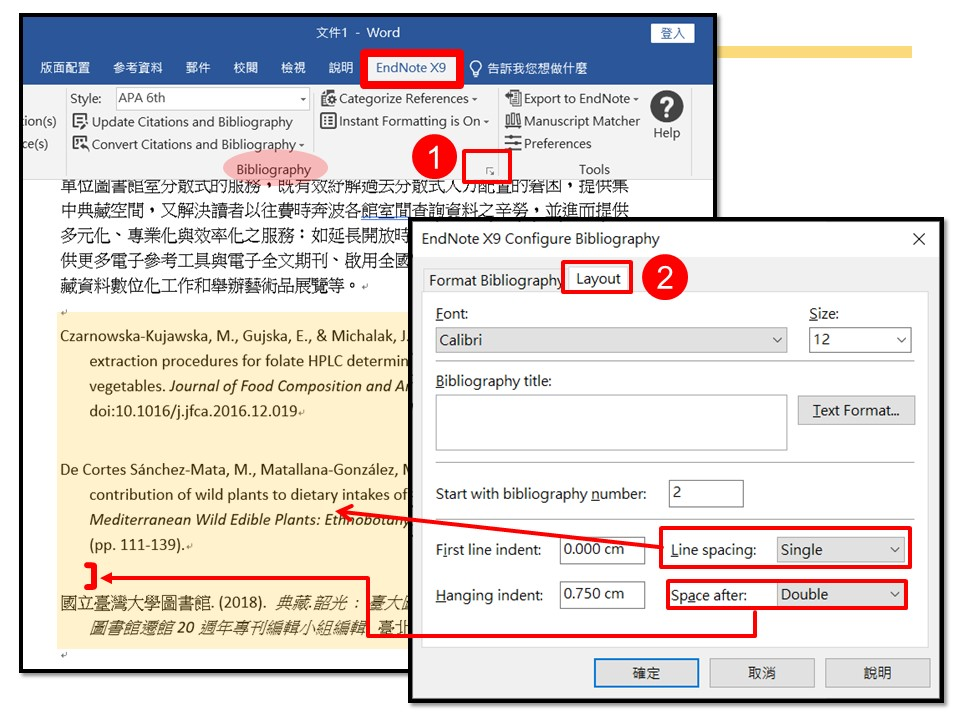 文件1 - Word
登入
版面配置 參考資料 郵件 校閱 檢視 說明 EndNote X9 告訴我您想做什麼
Style: APA 6th
Categorize References
Export to EndNote
ion(s)
Update Citations and Bibliography
Instant Formatting is On
Manuscript Matcher
Help
ce(s)
Convert Citations and Bibliography
Preferences
Bibliography
1
Tools
單位圖書館室分散式的服務，既有效紓解過去分散式人力配置的窘困，提供集
中典藏空間，又解決讀者以往費時奔波各館室間查詢資料之辛勞，並進而提供
多元化、專業化與效率化之服務：如延長開放時
供更多電子參考工具與電子全文期刊、啟用全國
藏資料數位化工作和舉辦藝術品展覽等。
Czarnowska-Kujawska, M., Gujska, E., & Michalak, J.
extraction procedures for folate HPLC determin
vegetables. Journal of Food Composition and An
doi:10.1016/j.jfca.2016.12.019
De Cortes Sánchez-Mata, M., Matallana-González, M
contribution of wild plants to dietary intakes of
Mediterranean Wild Edible Plants: Ethnobotany
(pp. 111-139).
國立臺灣大學圖書館. (2018). 典藏.韶光： 臺大圖
圖書館遷館 20 週年專刊編輯小組編輯 臺北
EndNote X9 Configure Bibliography
Format Bibliography Layout
2
Font:
Size:
Calibri
12
Bibliography title:
Text Format...
Start with bibliography number: 2
First line indent: 0.000 cm
Line spacing: Single
Hanging indent: 0.750 cm
Space after: Double
確定 取消 說明